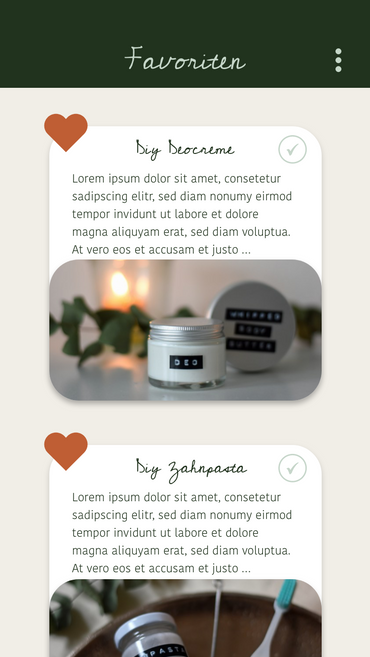 Favoriten
Diy Deocreme
Lorem ipsum dolor sit amet, consetetur
sadipscing elitr, sed diam nonumy eirmod
tempor invidunt ut labore et dolore
magna aliquyam erat, sed diam voluptua.
At vero eos et accusam et justo ...
WHIPPED
BODY
BUTTER
DEO
Diy Zahnpasta
Lorem ipsum dolor sit amet, consetetur
sadipscing elitr, sed diam nonumy eirmod
tempor invidunt ut labore et dolore
magna aliquyam erat, sed diam voluptua.
At vero eos et accusam et justo ...